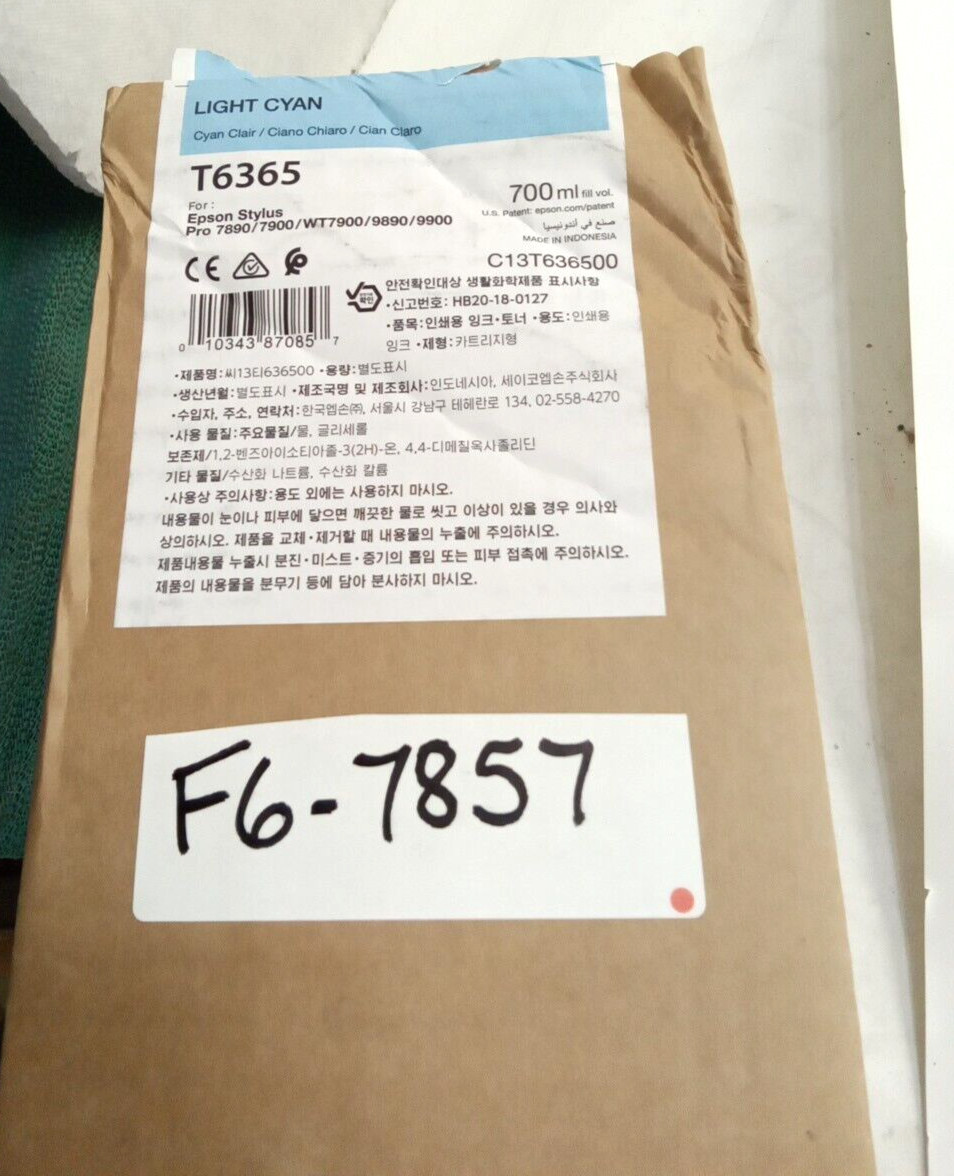 LIGHT CYAN
Cyan Clair / Ciano Chiaro / Cian Claro
T6365
700 ml fill vol.
For :
Epson Stylus
Pro 7890/7900/WT7900/9890/9900
U.S. Patent: epson.com/patent
صنع في أندونيسيا
MADE IN INDONESIA
CE
C13T636500
확인
안전확인대상 생활화학제품 표시사항
•신고번호: HB20-18-0127
•품목:인쇄용 잉크•토너 •용도:인쇄용
잉크 •제형:카트리지형
0 10343 87085 7
•제품명:씨13티636500 •용량:별도표시
•생산년월:별도표시 •제조국명 및 제조회사:인도네시아, 세이코엡손주식회사
•수입자, 주소, 연락처:한국엡손㈜, 서울시 강남구 테헤란로 134, 02-558-4270
•사용 물질:주요물질/물, 글리세롤
보존제/1,2-벤즈아이소티아졸-3(2H)-온, 4,4-디메질옥사졸리딘
기타 물질/수산화 나트륨, 수산화 칼륨
•사용상 주의사항:용도 외에는 사용하지 마시오.
내용물이 눈이나 피부에 닿으면 깨끗한 물로 씻고 이상이 있을 경우 의사와
상의하시오. 제품을 교체•제거할 때 내용물의 누출에 주의하시오.
제품내용물 누출시 분진•미스트•증기의 흡입 또는 피부 접촉에 주의하시오.
제품의 내용물을 분무기 등에 담아 분사하지 마시오.
F6-7857